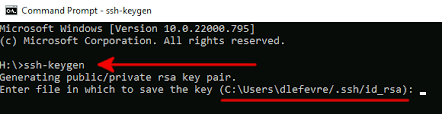 Command Prompt - ssh-keygen
Microsoft Windows [Version 10.0.22000.795]
(c) Microsoft Corporation. All rights reserved.
H:\>ssh-keygen
Generating public/private rsa key pair.
Enter file in which to save the key (C:\Users\dlefevre/.ssh/id_rsa):